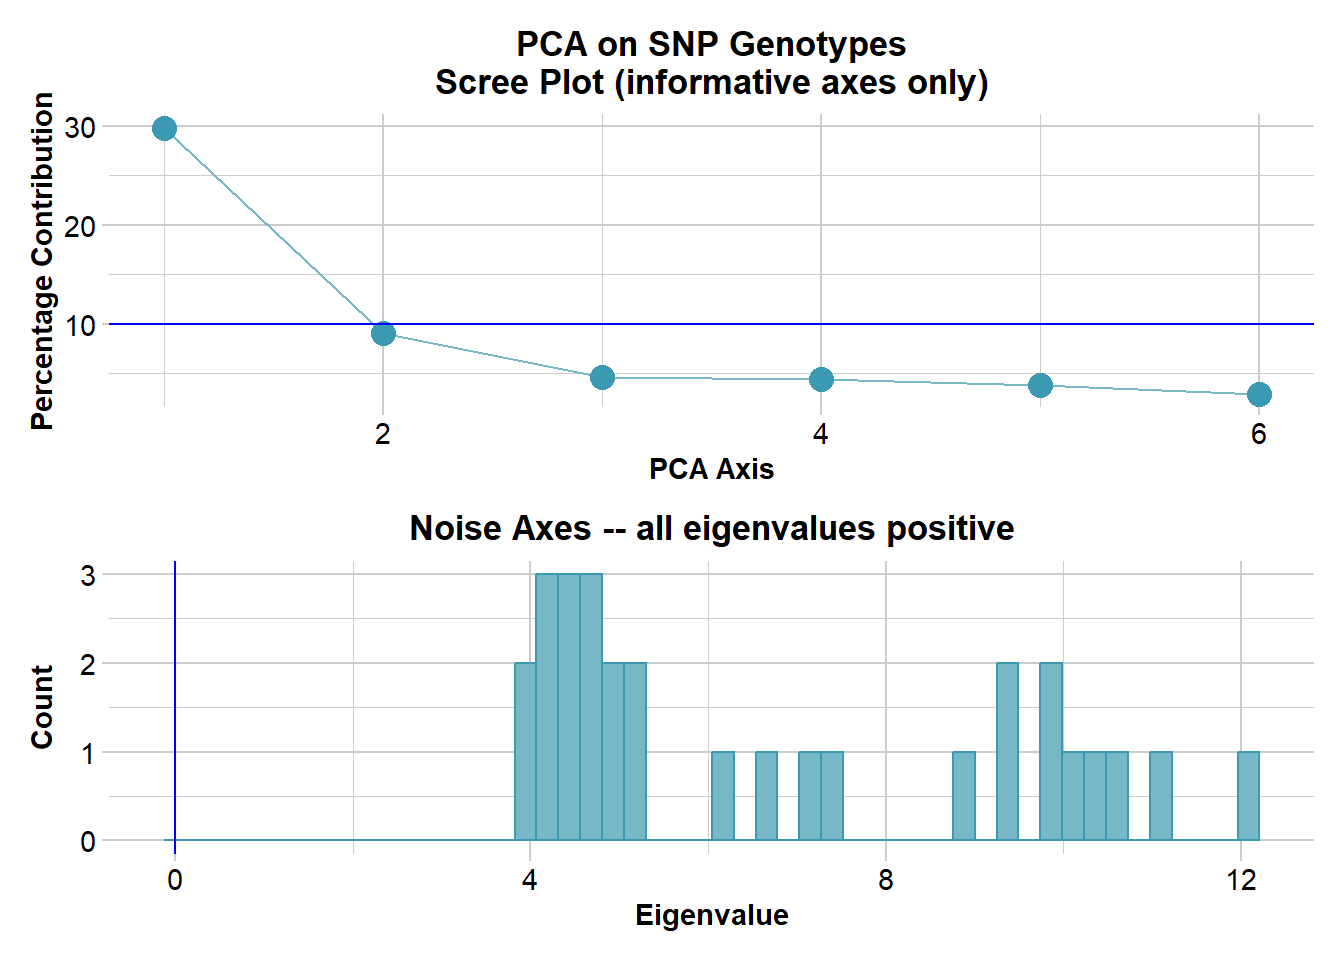 PCA on SNP Genotypes
Scree Plot (informative axes only)
Percentage Contribution
30
20
10
2
4
6
PCA Axis
Noise Axes -- all eigenvalues positive
Count
3
2
1
0
0
4
8
12
Eigenvalue